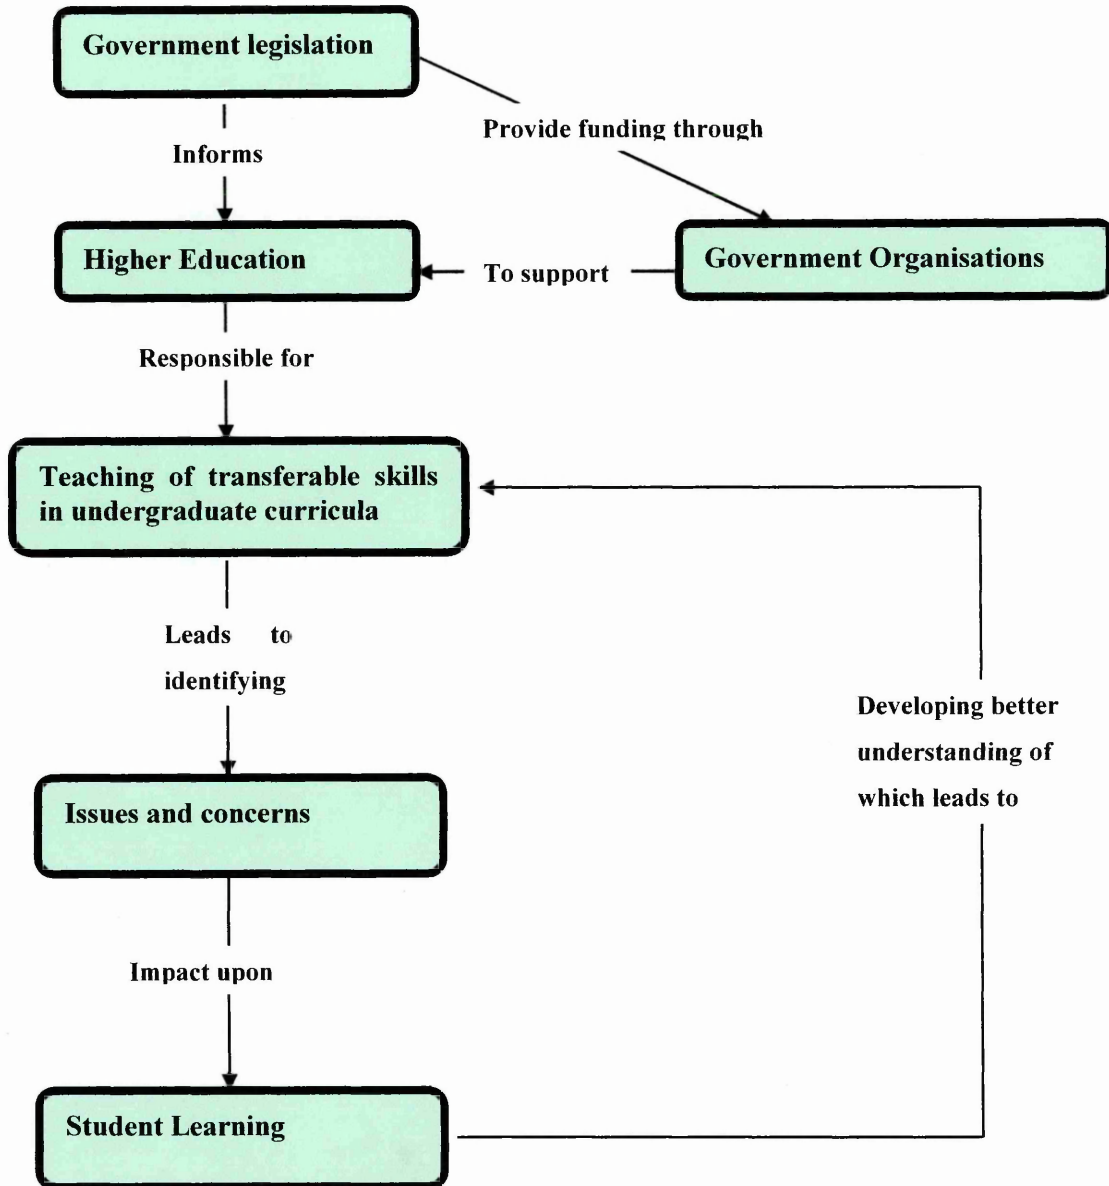 Government legislation
Provide funding through
Informs
Higher Education
To support
Government Organisations
Responsible for
Teaching of transferable skills
in undergraduate curricula
Leads to
identifying
Developing better
understanding of
which leads to
Issues and concerns
Impact upon
Student Learning